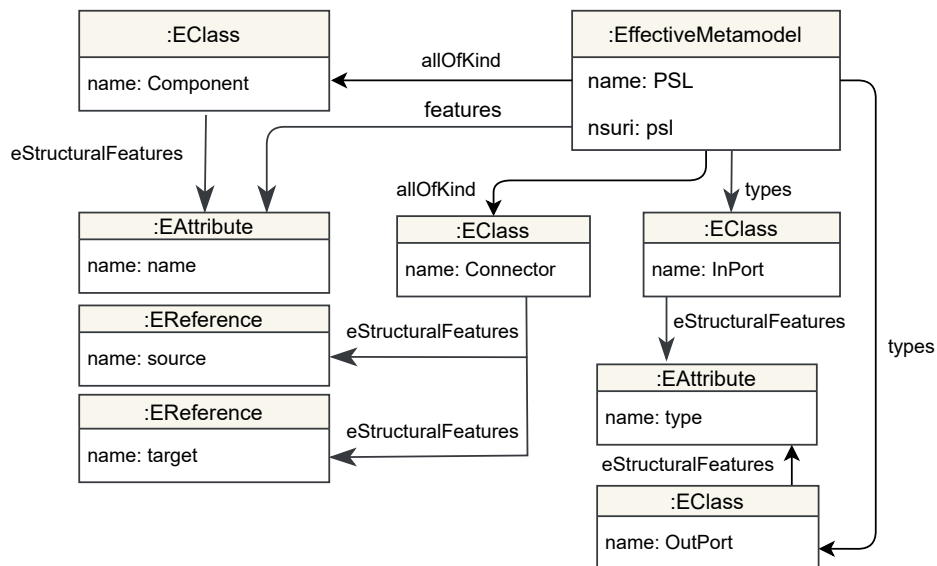 :EClass
name: Component
:EffectiveMetamodel
name: PSL
nsuri: psl
allOfKind
features
eStructuralFeatures
allOfKind
types
:EAttribute
name: name
:EClass
name: Connector
:EClass
name: InPort
:EReference
name: source
eStructuralFeatures
eStructuralFeatures
types
:EAttribute
name: type
:EReference
name: target
eStructuralFeatures
eStructuralFeatures
:EClass
name: OutPort